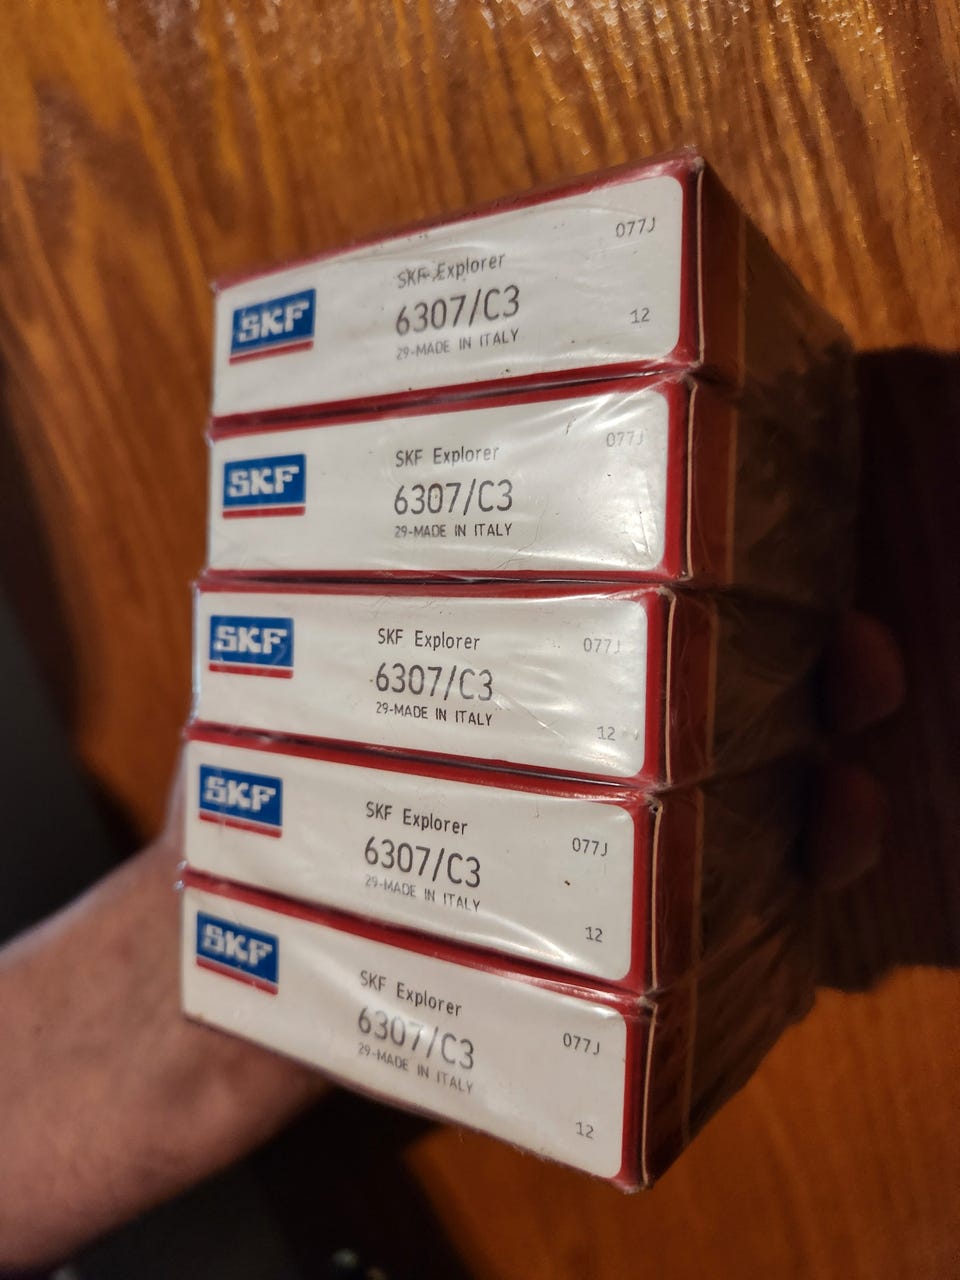 077J
SKF Explorer
SKF
6307/C3
12
29-MADE IN ITALY
077J
SKF Explorer
SKF
6307/C3
29-MADE IN ITALY
SKF Explorer
077J
SKF
6307/C3
29-MADE IN ITALY
12
SKF
SKF Explorer
077J
6307/C3
29-MADE IN ITALY
12
SKF
SKF Explorer
077J
6307/C3
29-MADE IN ITALY
12